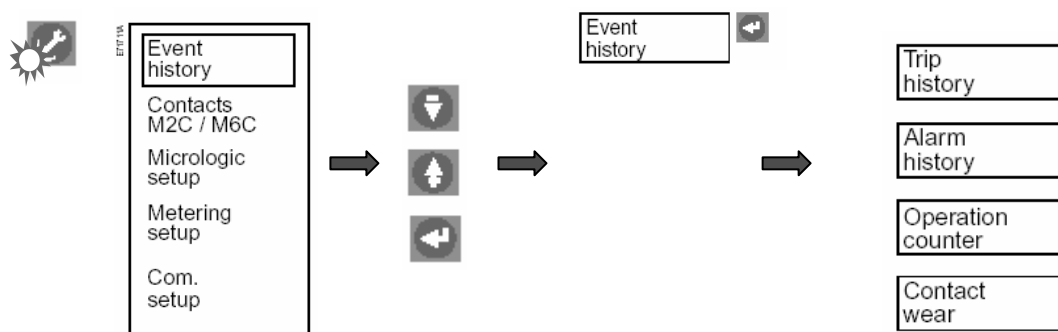 E71711A
Event
history
Contacts
M2C / M6C
Micrologic
setup
Metering
setup
Com.
setup
Event
history
Trip
history
Alarm
history
Operation
counter
Contact
wear